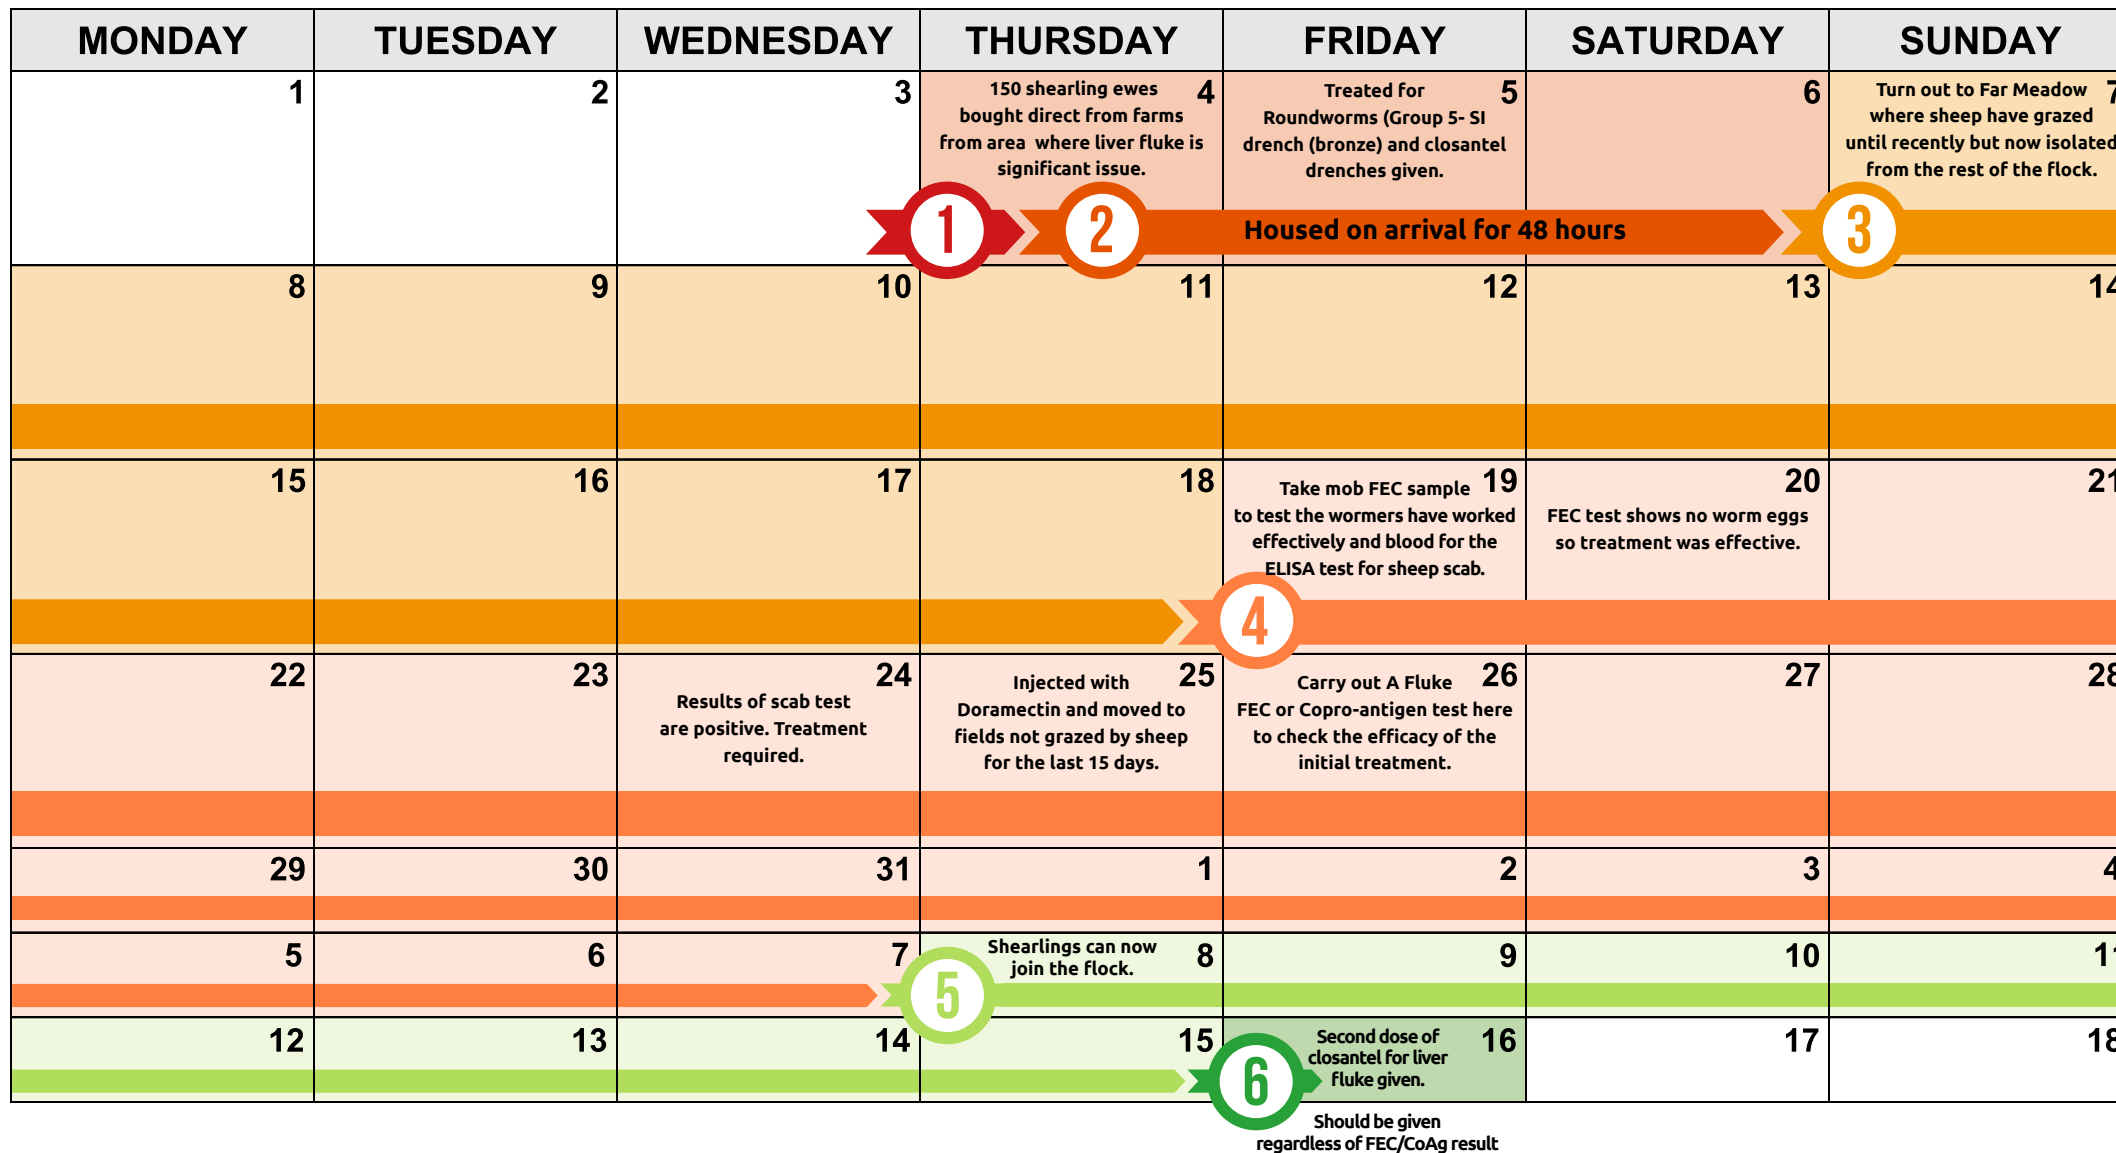 MONDAY
TUESDAY
WEDNESDAY
THURSDAY
FRIDAY
SATURDAY
SUNDAY
1
2
3
150 shearling ewes
bought direct from farms
from area where liver fluke is
significant issue.
4
Treated for
Roundworms (Group 5- SI
drench (bronze) and closantel
drenches given.
5
6
Turn out to Far Meadow
where sheep have grazed
until recently but now isolated
from the rest of the flock.
7
1
2
Housed on arrival for 48 hours
3
8
9
10
11
12
13
14
15
16
17
18
Take mob FEC sample
to test the wormers have worked
effectively and blood for the
ELISA test for sheep scab.
19
20
FEC test shows no worm eggs
so treatment was effective.
21
4
22
23
24
Results of scab test
are positive. Treatment
required.
25
Injected with
Doramectin and moved to
fields not grazed by sheep
for the last 15 days.
26
Carry out A Fluke
FEC or Copro-antigen test here
to check the efficacy of the
initial treatment.
27
28
29
30
31
1
2
3
4
5
6
7
5
Shearlings can now
join the flock.
8
9
10
11
12
13
14
15
6
Second dose of
closantel for liver
fluke given.
16
17
18
Should be given
regardless of FEC/CoAg result